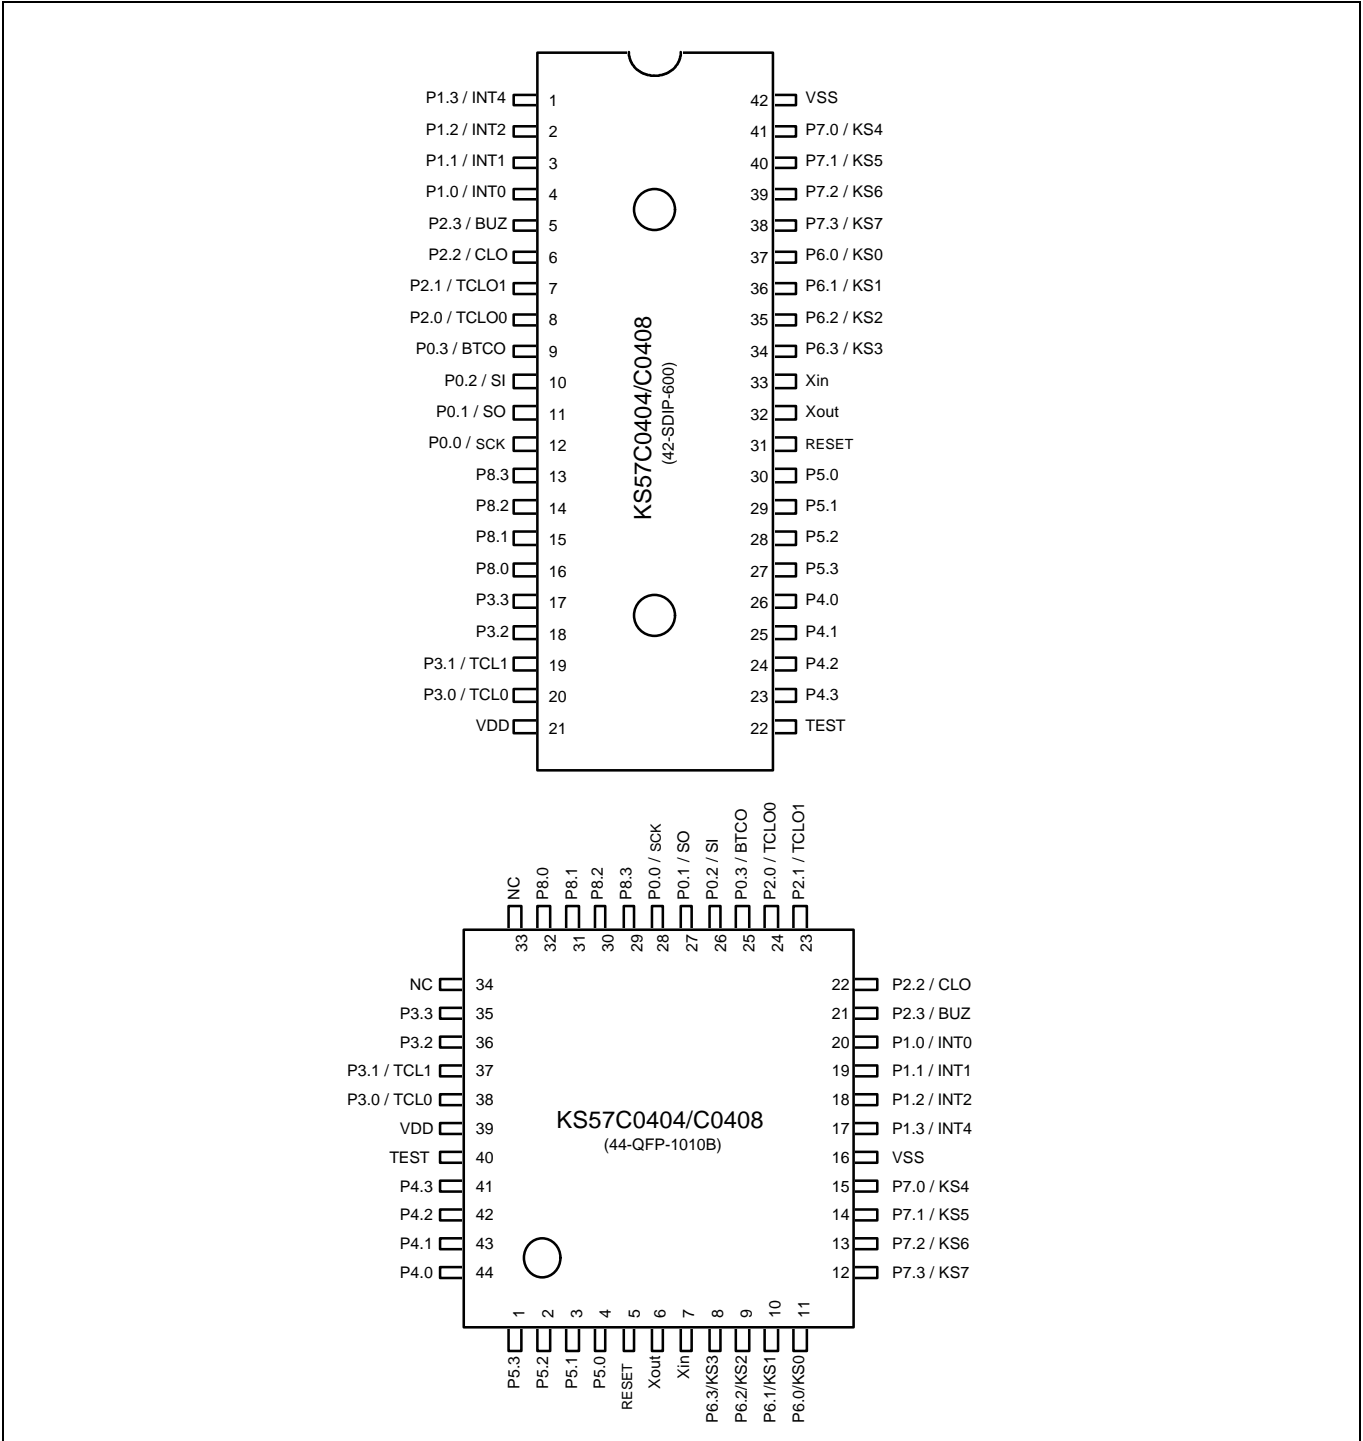 P1.3 / INT4 1 42 VSS
P1.2 / INT2 2 41 P7.0 / KS4
P1.1 / INT1 3 40 P7.1 / KS5
P1.0 / INT0 4 39 P7.2 / KS6
P2.3 / BUZ 5 38 P7.3 / KS7
P2.2 / CLO 6 37 P6.0 / KS0
P2.1 / TCLO1 7 36 P6.1 / KS1
P2.0 / TCLO0 8 35 P6.2 / KS2
P0.3 / BTCO 9 34 P6.3 / KS3
P0.2 / SI 10 33 Xin
P0.1 / SO 11 32 Xout
P0.0 / SCK 12 31 RESET
P8.3 13 30 P5.0
P8.2 14 29 P5.1
P8.1 15 28 P5.2
P8.0 16 27 P5.3
P3.3 17 26 P4.0
P3.2 18 25 P4.1
P3.1 / TCL1 19 24 P4.2
P3.0 / TCL0 20 23 P4.3
VDD 21 22 TEST
KS57C0404/C0408
(42-SDIP-600)
NC P8.0 P8.1 P8.2 P8.3 P0.0 / SCK P0.1 / SO P0.2 / SI P0.3 / BTCO P2.0 / TCLO0 P2.1 / TCLO1
33 32 31 30 29 28 27 26 25 24 23
NC 34 22 P2.2 / CLO
P3.3 35 21 P2.3 / BUZ
P3.2 36 20 P1.0 / INT0
P3.1 / TCL1 37 19 P1.1 / INT1
P3.0 / TCL0 38 18 P1.2 / INT2
VDD 39 17 P1.3 / INT4
TEST 40 16 VSS
P4.3 41 15 P7.0 / KS4
P4.2 42 14 P7.1 / KS5
P4.1 43 13 P7.2 / KS6
P4.0 44 12 P7.3 / KS7
KS57C0404/C0408
(44-QFP-1010B)
1 2 3 4 5 6 7 8 9 10 11
P5.3 P5.2 P5.1 P5.0 RESET Xout Xin P6.3/KS3 P6.2/KS2 P6.1/KS1 P6.0/KS0